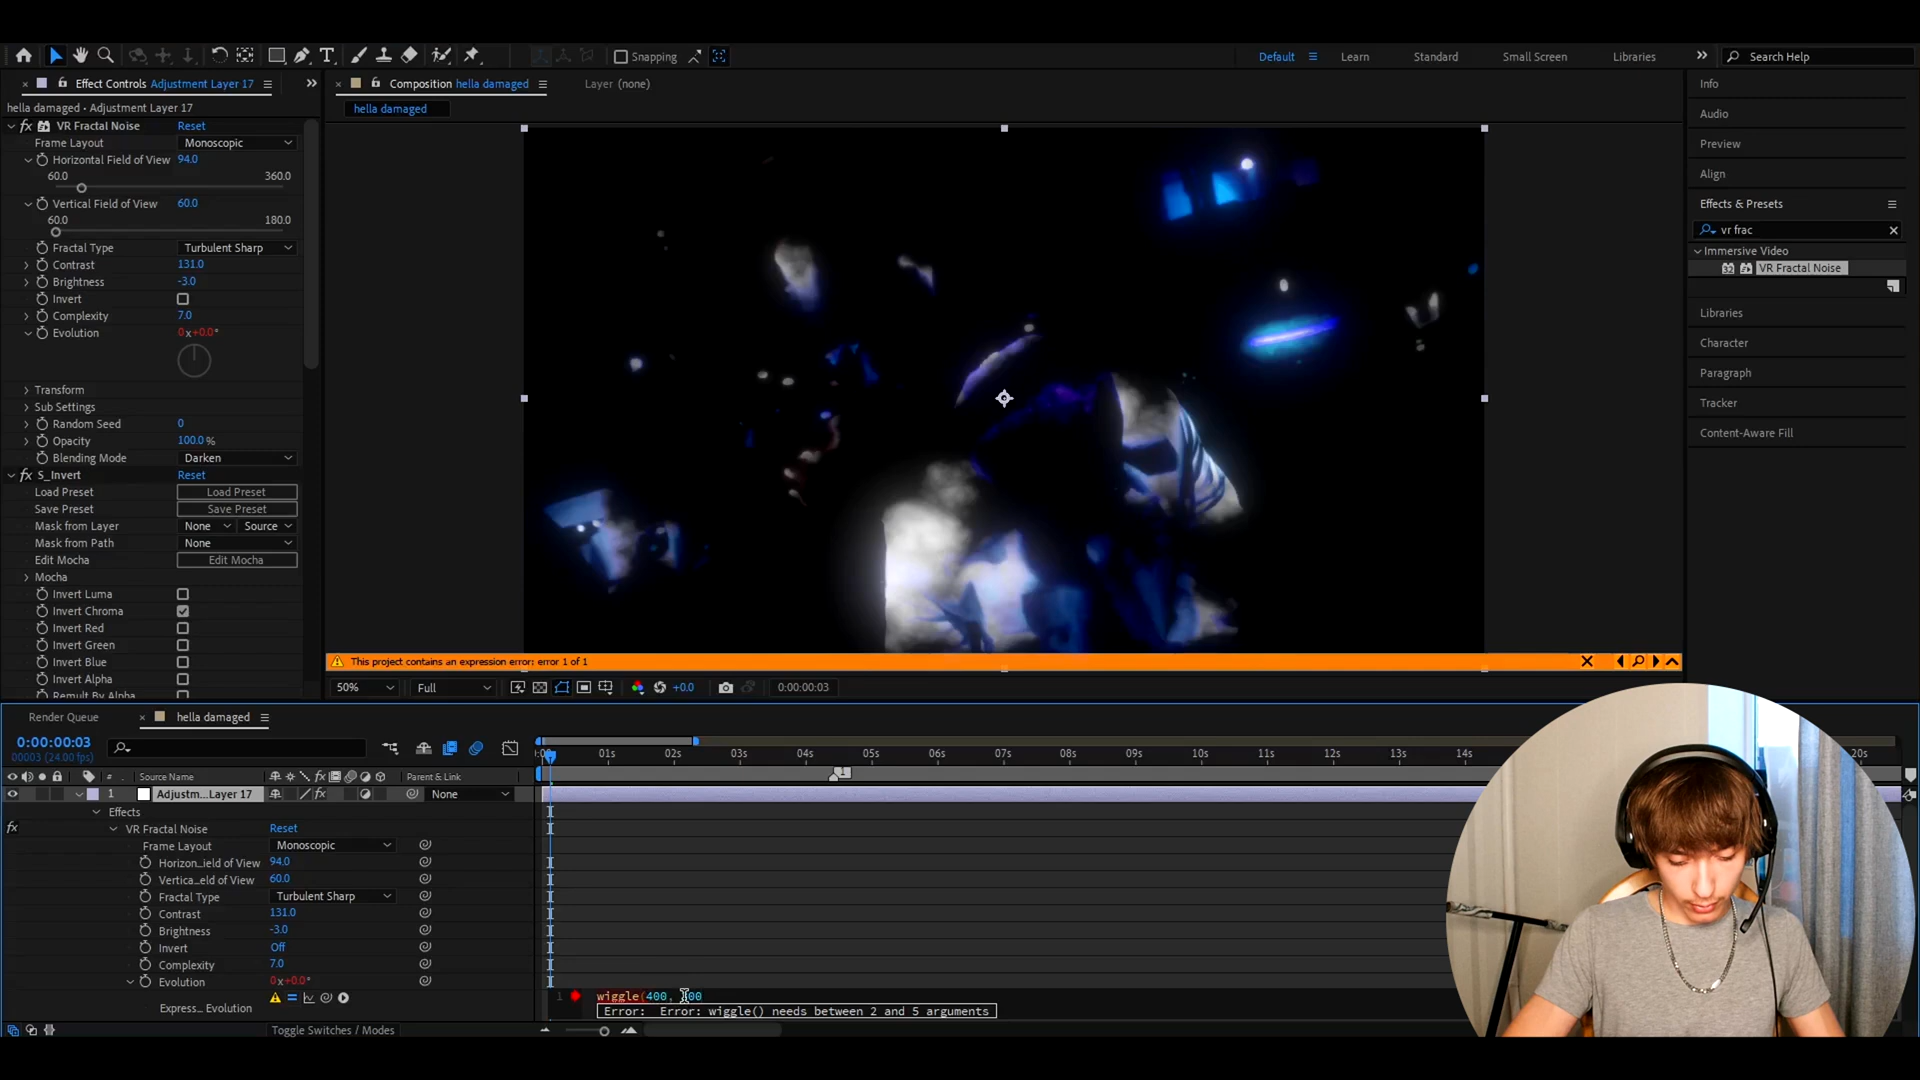 Snapping
Default
Learn
Standard
Small Screen
Libraries
Search Help
Effect Controls Adjustment Layer 17
Composition hella damaged
Layer (none)
Info
hella damaged • Adjustment Layer 17
hella damaged
Audio
fx VR Fractal Noise Reset
Frame Layout Monoscopic
Preview
Horizontal Field of View 94.0
60.0 360.0
Align
Vertical Field of View 60.0
Effects & Presets
60.0 180.0
vr frac
Fractal Type Turbulent Sharp
Immersive Video
Contrast 131.0
32 VR Fractal Noise
Brightness -3.0
Invert
Complexity 7.0
Libraries
Evolution 0x+0.0°
Character
Paragraph
Transform
Tracker
Sub Settings
Random Seed 0
Content-Aware Fill
Opacity 100.0 %
Blending Mode Darken
fx S_Invert Reset
Load Preset Load Preset
Save Preset Save Preset
Mask from Layer None Source
Mask from Path None
Edit Mocha Edit Mocha
Mocha
Invert Luma
Invert Chroma
Invert Red
Invert Green
Invert Blue
Invert Alpha
Remult By Alpha
This project contains an expression error: error 1 of 1
50% Full +0.0 0:00:00:03
Render Queue
hella damaged
0:00:00:03
00003 (24.00 fps)
01s 02s 03s 04s 05s 06s 07s 08s 09s 10s 11s 12s 13s 14s 20s
1
# Source Name fx Parent & Link
1 Adjustm...Layer 17 fx None
Effects
fx VR Fractal Noise Reset
Frame Layout Monoscopic
Horizon...ield of View 94.0
Vertica...eld of View 60.0
Fractal Type Turbulent Sharp
Contrast 131.0
Brightness -3.0
Invert Off
Complexity 7.0
Evolution 0x+0.0°
1 wiggle(400,
Express... Evolution
Error: Error: wiggle() needs between 2 and 5 arguments
Toggle Switches / Modes